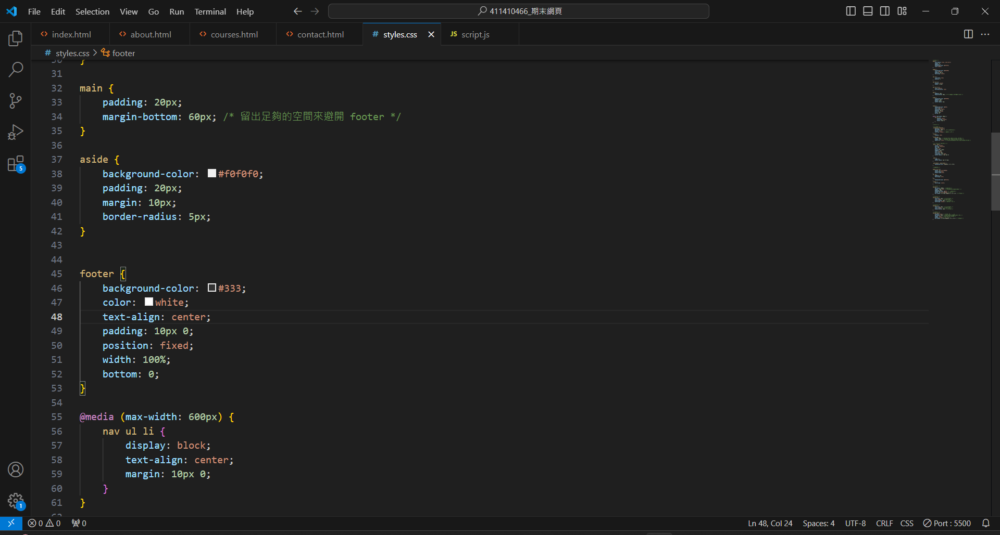 File Edit Selection View Go Run Terminal Help
411410466_期末網頁
index.html
about.html
courses.html
contact.html
# styles.css
JS script.js
# styles.css > footer
30 }
31
32 main {
33 padding: 20px;
34 margin-bottom: 60px; /* 留出足夠的空間來避開 footer */
35 }
36
37 aside {
38 background-color: #f0f0f0;
39 padding: 20px;
40 margin: 10px;
41 border-radius: 5px;
42 }
43
44
45 footer {
46 background-color: #333;
47 color: white;
48 text-align: center;
49 padding: 10px 0;
50 position: fixed;
51 width: 100%;
52 bottom: 0;
53 }
54
55 @media (max-width: 600px) {
56 nav ul li {
57 display: block;
58 text-align: center;
59 margin: 10px 0;
60 }
61 }
62
5
1
0 0 0
Ln 48, Col 24 Spaces: 4 UTF-8 CRLF CSS Port : 5500